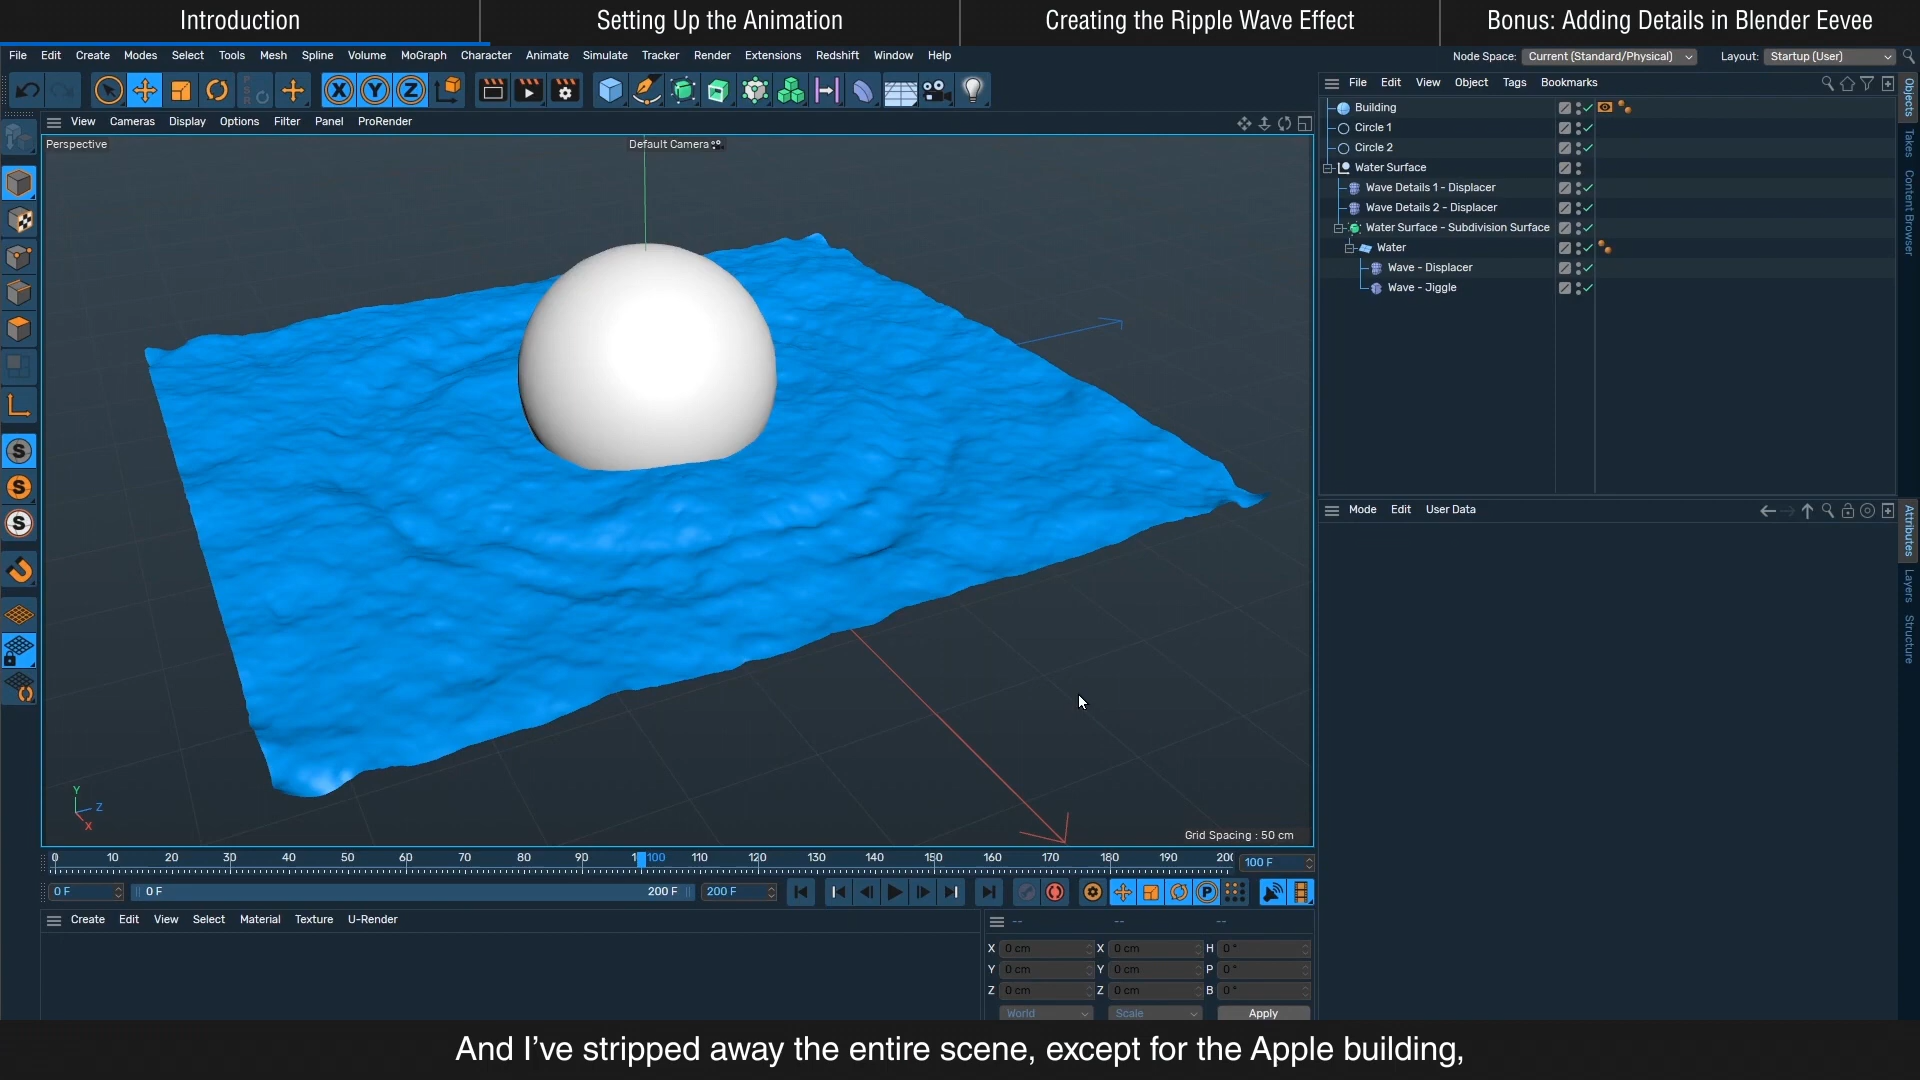 Introduction
Setting Up the Animation
Creating the Ripple Wave Effect
Bonus: Adding Details in Blender Eevee
File Edit Create Modes Select Tools Mesh Spline Volume MoGraph Character Animate Simulate Tracker Render Extensions Redshift Window Help
Node Space: Current (Standard/Physical) Layout: Startup (User)
X Y Z
File Edit View Object Tags Bookmarks
View Cameras Display Options Filter Panel ProRender
Perspective
Default Camera
Building
Circle 1
Circle 2
Water Surface
Wave Details 1 - Displacer
Wave Details 2 - Displacer
Water Surface - Subdivision Surface
Water
Wave - Displacer
Wave - Jiggle
Objects
Takes
Content Browser
Mode Edit User Data
Attributes
Layers
Structure
S
S
S
Y
Z
X
Grid Spacing : 50 cm
0 10 20 30 40 50 60 70 80 90 100 110 120 130 140 150 160 170 180 190 100 F
0 F 0 F 200 F 200 F
P
Create Edit View Select Material Texture U-Render
-- -- --
X 0 cm X 0 cm H 0 °
Y 0 cm Y 0 cm P 0 °
Z 0 cm Z 0 cm B 0 °
World Scale Apply
And I've stripped away the entire scene, except for the Apple building,